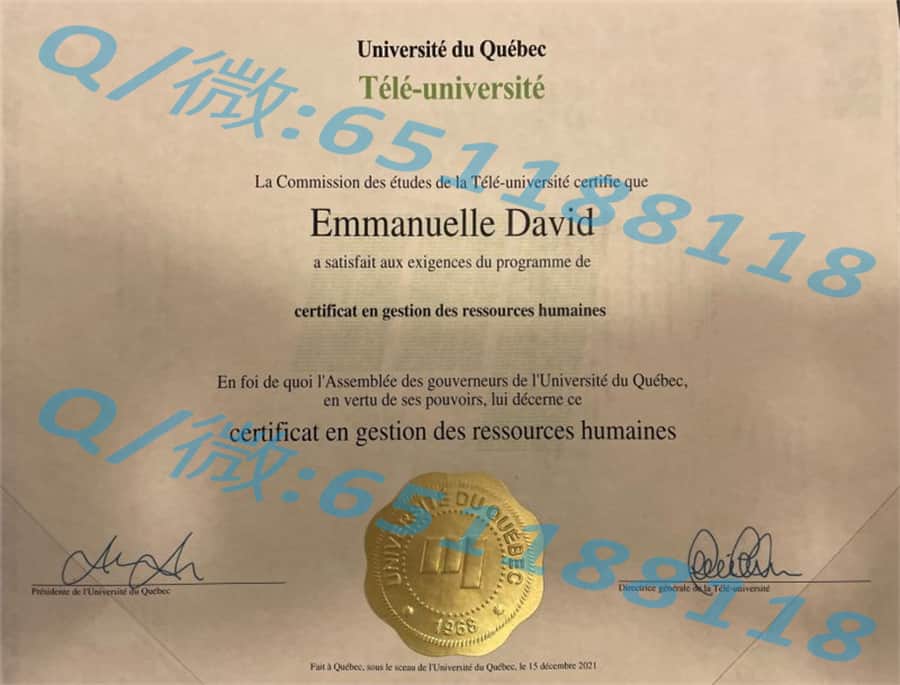 Université du Québec
Télé-université
La Commission des études de la Télé-université certifie que
Emmanuelle David
a satisfait aux exigences du programme de
certificat en gestion des ressources humaines
En foi de quoi l'Assemblée des gouverneurs de l'Université du Québec,
en vertu de ses pouvoirs, lui décerne ce
certificat en gestion des ressources humaines
UNIVERSITÉ DU QUÉBEC
1968
Présidente de l'Université du Québec
Directrice générale de la Télé-université
Fait à Québec, sous le sceau de l'Université du Québec, le 15 décembre 2021
Q/微:651188118
Q/微:651188118